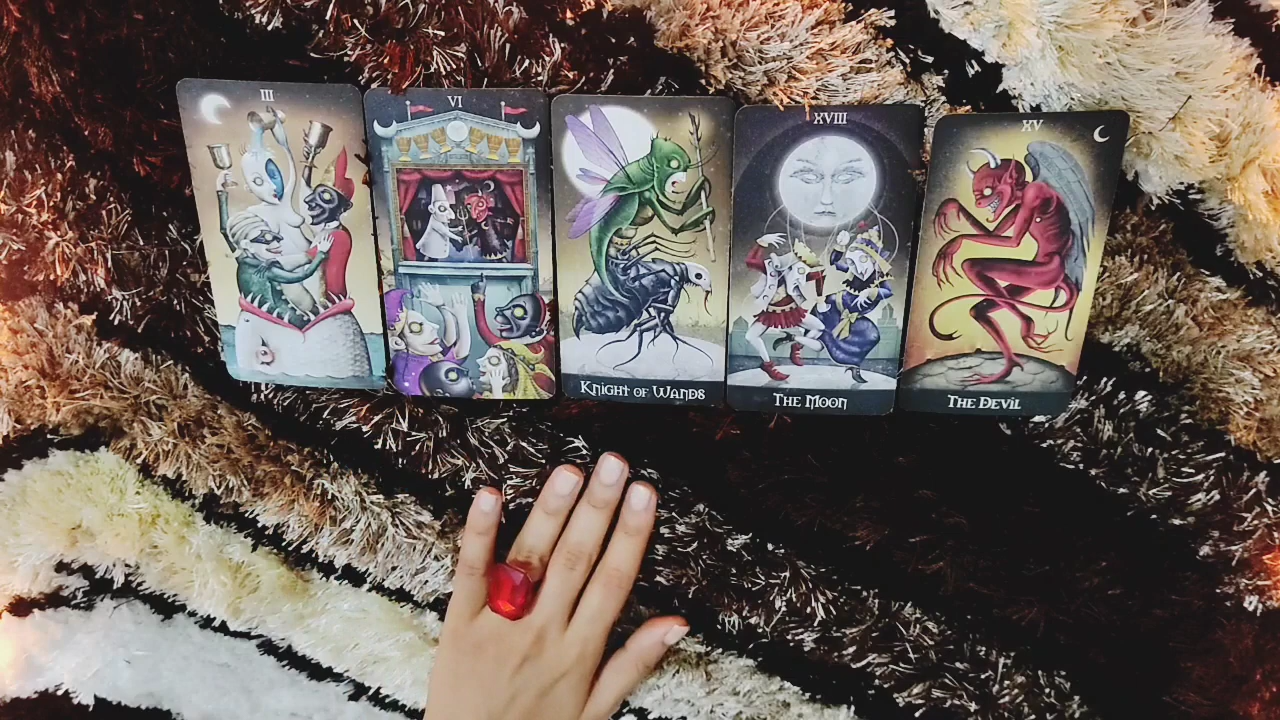 III
VI
KNIGHT OF WANDS
XVIII
THE MOON
XV
THE DEVIL